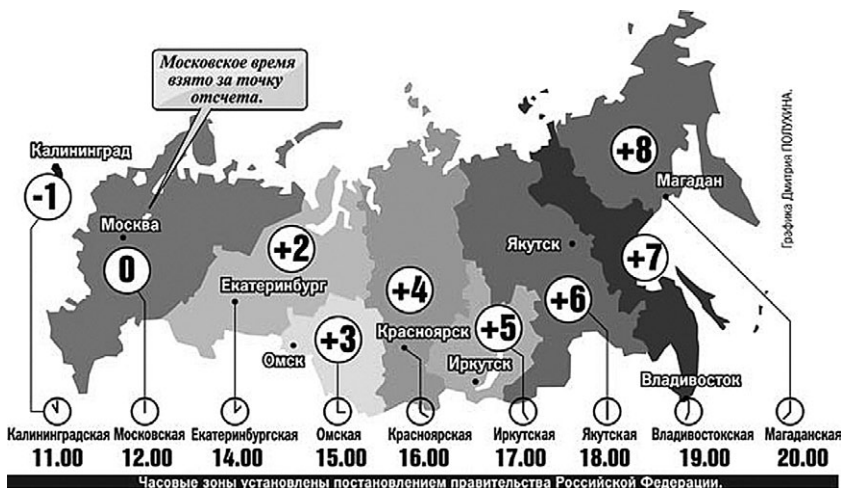 Московское время
взято за точку
отсчета.
Калининград
-1
Москва
0
+2
Екатеринбург
Омск
+3
+4
Красноярск
+5
Иркутск
Якутск
+6
+7
+8
Магадан
Владивосток
Графика Дмитрия ПОЛУХИНА.
Калининградская
11.00
Московская
12.00
Екатеринбургская
14.00
Омская
15.00
Красноярская
16.00
Иркутская
17.00
Якутская
18.00
Владивостокская
19.00
Магаданская
20.00
Часовые зоны установлены постановлением правительства Российской Федерации.